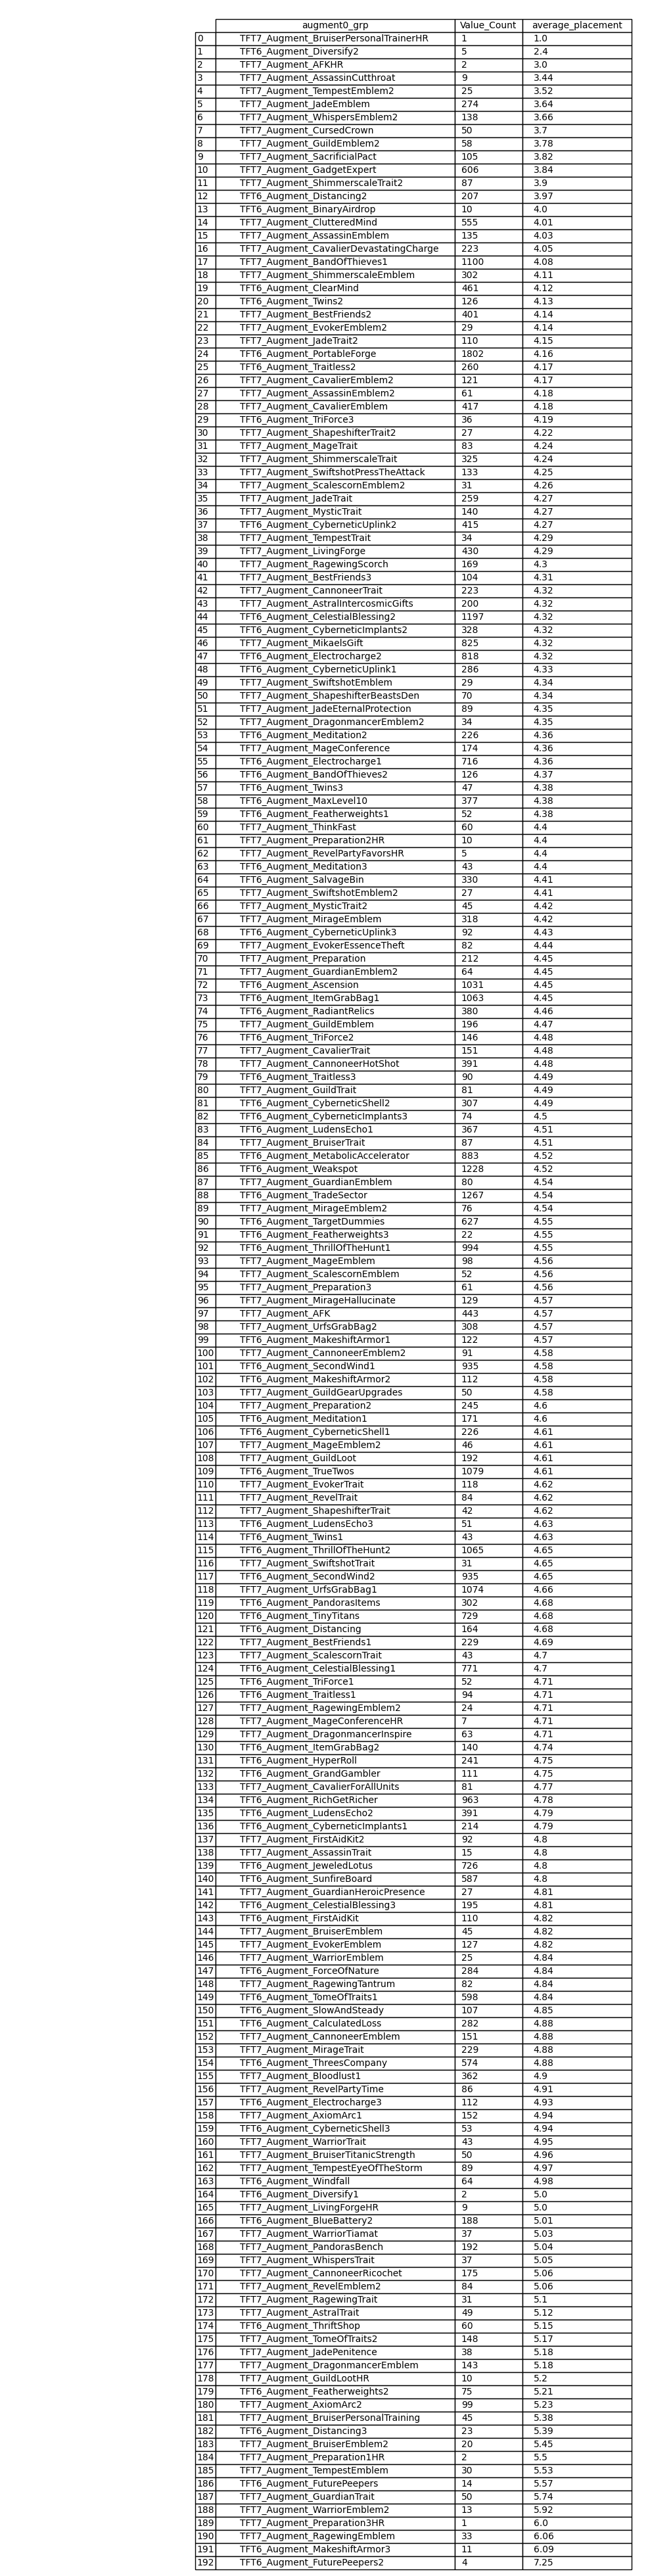 augment0_grp Value_Count average_placement
0 TFT7_Augment_BruiserPersonalTrainerHR 1 1.0
1 TFT6_Augment_Diversify2 5 2.4
2 TFT7_Augment_AFKHR 2 3.0
3 TFT7_Augment_AssassinCutthroat 9 3.44
4 TFT7_Augment_TempestEmblem2 25 3.52
5 TFT7_Augment_JadeEmblem 274 3.64
6 TFT7_Augment_WhispersEmblem2 138 3.66
7 TFT7_Augment_CursedCrown 50 3.7
8 TFT7_Augment_GuildEmblem2 58 3.78
9 TFT7_Augment_SacrificialPact 105 3.82
10 TFT7_Augment_GadgetExpert 606 3.84
11 TFT7_Augment_ShimmerscaleTrait2 87 3.9
12 TFT6_Augment_Distancing2 207 3.97
13 TFT6_Augment_BinaryAirdrop 10 4.0
14 TFT7_Augment_ClutteredMind 555 4.01
15 TFT7_Augment_AssassinEmblem 135 4.03
16 TFT7_Augment_CavalierDevastatingCharge 223 4.05
17 TFT7_Augment_BandOfThieves1 1100 4.08
18 TFT7_Augment_ShimmerscaleEmblem 302 4.11
19 TFT6_Augment_ClearMind 461 4.12
20 TFT6_Augment_Twins2 126 4.13
21 TFT7_Augment_BestFriends2 401 4.14
22 TFT7_Augment_EvokerEmblem2 29 4.14
23 TFT7_Augment_JadeTrait2 110 4.15
24 TFT6_Augment_PortableForge 1802 4.16
25 TFT6_Augment_Traitless2 260 4.17
26 TFT7_Augment_CavalierEmblem2 121 4.17
27 TFT7_Augment_AssassinEmblem2 61 4.18
28 TFT7_Augment_CavalierEmblem 417 4.18
29 TFT6_Augment_TriForce3 36 4.19
30 TFT7_Augment_ShapeshifterTrait2 27 4.22
31 TFT7_Augment_MageTrait 83 4.24
32 TFT7_Augment_ShimmerscaleTrait 325 4.24
33 TFT7_Augment_SwiftshotPressTheAttack 133 4.25
34 TFT7_Augment_ScalescornEmblem2 31 4.26
35 TFT7_Augment_JadeTrait 259 4.27
36 TFT7_Augment_MysticTrait 140 4.27
37 TFT6_Augment_CyberneticUplink2 415 4.27
38 TFT7_Augment_TempestTrait 34 4.29
39 TFT7_Augment_LivingForge 430 4.29
40 TFT7_Augment_RagewingScorch 169 4.3
41 TFT7_Augment_BestFriends3 104 4.31
42 TFT7_Augment_CannoneerTrait 223 4.32
43 TFT7_Augment_AstralIntercosmicGifts 200 4.32
44 TFT6_Augment_CelestialBlessing2 1197 4.32
45 TFT6_Augment_CyberneticImplants2 328 4.32
46 TFT7_Augment_MikaelsGift 825 4.32
47 TFT6_Augment_Electrocharge2 818 4.32
48 TFT6_Augment_CyberneticUplink1 286 4.33
49 TFT7_Augment_SwiftshotEmblem 29 4.34
50 TFT7_Augment_ShapeshifterBeastsDen 70 4.34
51 TFT7_Augment_JadeEternalProtection 89 4.35
52 TFT7_Augment_DragonmancerEmblem2 34 4.35
53 TFT6_Augment_Meditation2 226 4.36
54 TFT7_Augment_MageConference 174 4.36
55 TFT6_Augment_Electrocharge1 716 4.36
56 TFT6_Augment_BandOfThieves2 126 4.37
57 TFT6_Augment_Twins3 47 4.38
58 TFT6_Augment_MaxLevel10 377 4.38
59 TFT6_Augment_Featherweights1 52 4.38
60 TFT7_Augment_ThinkFast 60 4.4
61 TFT7_Augment_Preparation2HR 10 4.4
62 TFT7_Augment_RevelPartyFavorsHR 5 4.4
63 TFT6_Augment_Meditation3 43 4.4
64 TFT6_Augment_SalvageBin 330 4.41
65 TFT7_Augment_SwiftshotEmblem2 27 4.41
66 TFT7_Augment_MysticTrait2 45 4.42
67 TFT7_Augment_MirageEmblem 318 4.42
68 TFT6_Augment_CyberneticUplink3 92 4.43
69 TFT7_Augment_EvokerEssenceTheft 82 4.44
70 TFT7_Augment_Preparation 212 4.45
71 TFT7_Augment_GuardianEmblem2 64 4.45
72 TFT6_Augment_Ascension 1031 4.45
73 TFT6_Augment_ItemGrabBag1 1063 4.45
74 TFT6_Augment_RadiantRelics 380 4.46
75 TFT7_Augment_GuildEmblem 196 4.47
76 TFT6_Augment_TriForce2 146 4.48
77 TFT7_Augment_CavalierTrait 151 4.48
78 TFT7_Augment_CannoneerHotShot 391 4.48
79 TFT6_Augment_Traitless3 90 4.49
80 TFT7_Augment_GuildTrait 81 4.49
81 TFT6_Augment_CyberneticShell2 307 4.49
82 TFT6_Augment_CyberneticImplants3 74 4.5
83 TFT6_Augment_LudensEcho1 367 4.51
84 TFT7_Augment_BruiserTrait 87 4.51
85 TFT6_Augment_MetabolicAccelerator 883 4.52
86 TFT6_Augment_Weakspot 1228 4.52
87 TFT7_Augment_GuardianEmblem 80 4.54
88 TFT6_Augment_TradeSector 1267 4.54
89 TFT7_Augment_MirageEmblem2 76 4.54
90 TFT6_Augment_TargetDummies 627 4.55
91 TFT6_Augment_Featherweights3 22 4.55
92 TFT6_Augment_ThrillOfTheHunt1 994 4.55
93 TFT7_Augment_MageEmblem 98 4.56
94 TFT7_Augment_ScalescornEmblem 52 4.56
95 TFT7_Augment_Preparation3 61 4.56
96 TFT7_Augment_MirageHallucinate 129 4.57
97 TFT7_Augment_AFK 443 4.57
98 TFT7_Augment_UrfsGrabBag2 308 4.57
99 TFT6_Augment_MakeshiftArmor1 122 4.57
100 TFT7_Augment_CannoneerEmblem2 91 4.58
101 TFT6_Augment_SecondWind1 935 4.58
102 TFT6_Augment_MakeshiftArmor2 112 4.58
103 TFT7_Augment_GuildGearUpgrades 50 4.58
104 TFT7_Augment_Preparation2 245 4.6
105 TFT6_Augment_Meditation1 171 4.6
106 TFT6_Augment_CyberneticShell1 226 4.61
107 TFT7_Augment_MageEmblem2 46 4.61
108 TFT7_Augment_GuildLoot 192 4.61
109 TFT6_Augment_TrueTwos 1079 4.61
110 TFT7_Augment_EvokerTrait 118 4.62
111 TFT7_Augment_RevelTrait 84 4.62
112 TFT7_Augment_ShapeshifterTrait 42 4.62
113 TFT6_Augment_LudensEcho3 51 4.63
114 TFT6_Augment_Twins1 43 4.63
115 TFT6_Augment_ThrillOfTheHunt2 1065 4.65
116 TFT7_Augment_SwiftshotTrait 31 4.65
117 TFT6_Augment_SecondWind2 935 4.65
118 TFT7_Augment_UrfsGrabBag1 1074 4.66
119 TFT6_Augment_PandorasItems 302 4.68
120 TFT6_Augment_TinyTitans 729 4.68
121 TFT6_Augment_Distancing 164 4.68
122 TFT7_Augment_BestFriends1 229 4.69
123 TFT7_Augment_ScalescornTrait 43 4.7
124 TFT6_Augment_CelestialBlessing1 771 4.7
125 TFT6_Augment_TriForce1 52 4.71
126 TFT6_Augment_Traitless1 94 4.71
127 TFT7_Augment_RagewingEmblem2 24 4.71
128 TFT7_Augment_MageConferenceHR 7 4.71
129 TFT7_Augment_DragonmancerInspire 63 4.71
130 TFT6_Augment_ItemGrabBag2 140 4.74
131 TFT6_Augment_HyperRoll 241 4.75
132 TFT6_Augment_GrandGambler 111 4.75
133 TFT7_Augment_CavalierForAllUnits 81 4.77
134 TFT6_Augment_RichGetRicher 963 4.78
135 TFT6_Augment_LudensEcho2 391 4.79
136 TFT6_Augment_CyberneticImplants1 214 4.79
137 TFT7_Augment_FirstAidKit2 92 4.8
138 TFT7_Augment_AssassinTrait 15 4.8
139 TFT6_Augment_JeweledLotus 726 4.8
140 TFT6_Augment_SunfireBoard 587 4.8
141 TFT7_Augment_GuardianHeroicPresence 27 4.81
142 TFT6_Augment_CelestialBlessing3 195 4.81
143 TFT6_Augment_FirstAidKit 110 4.82
144 TFT7_Augment_BruiserEmblem 45 4.82
145 TFT7_Augment_EvokerEmblem 127 4.82
146 TFT7_Augment_WarriorEmblem 25 4.84
147 TFT6_Augment_ForceOfNature 284 4.84
148 TFT7_Augment_RagewingTantrum 82 4.84
149 TFT6_Augment_TomeOfTraits1 598 4.84
150 TFT6_Augment_SlowAndSteady 107 4.85
151 TFT6_Augment_CalculatedLoss 282 4.88
152 TFT7_Augment_CannoneerEmblem 151 4.88
153 TFT7_Augment_MirageTrait 229 4.88
154 TFT6_Augment_ThreesCompany 574 4.88
155 TFT7_Augment_Bloodlust1 362 4.9
156 TFT7_Augment_RevelPartyTime 86 4.91
157 TFT6_Augment_Electrocharge3 112 4.93
158 TFT7_Augment_AxiomArc1 152 4.94
159 TFT6_Augment_CyberneticShell3 53 4.94
160 TFT7_Augment_WarriorTrait 43 4.95
161 TFT7_Augment_BruiserTitanicStrength 50 4.96
162 TFT7_Augment_TempestEyeOfTheStorm 89 4.97
163 TFT6_Augment_Windfall 64 4.98
164 TFT6_Augment_Diversify1 2 5.0
165 TFT7_Augment_LivingForgeHR 9 5.0
166 TFT6_Augment_BlueBattery2 188 5.01
167 TFT7_Augment_WarriorTiamat 37 5.03
168 TFT7_Augment_PandorasBench 192 5.04
169 TFT7_Augment_WhispersTrait 37 5.05
170 TFT7_Augment_CannoneerRicochet 175 5.06
171 TFT7_Augment_RevelEmblem2 84 5.06
172 TFT7_Augment_RagewingTrait 31 5.1
173 TFT7_Augment_AstralTrait 49 5.12
174 TFT6_Augment_ThriftShop 60 5.15
175 TFT7_Augment_TomeOfTraits2 148 5.17
176 TFT7_Augment_JadePenitence 38 5.18
177 TFT7_Augment_DragonmancerEmblem 143 5.18
178 TFT7_Augment_GuildLootHR 10 5.2
179 TFT6_Augment_Featherweights2 75 5.21
180 TFT7_Augment_AxiomArc2 99 5.23
181 TFT7_Augment_BruiserPersonalTraining 45 5.38
182 TFT6_Augment_Distancing3 23 5.39
183 TFT7_Augment_BruiserEmblem2 20 5.45
184 TFT7_Augment_Preparation1HR 2 5.5
185 TFT7_Augment_TempestEmblem 30 5.53
186 TFT6_Augment_FuturePeepers 14 5.57
187 TFT7_Augment_GuardianTrait 50 5.74
188 TFT7_Augment_WarriorEmblem2 13 5.92
189 TFT7_Augment_Preparation3HR 1 6.0
190 TFT7_Augment_RagewingEmblem 33 6.06
191 TFT6_Augment_MakeshiftArmor3 11 6.09
192 TFT6_Augment_FuturePeepers2 4 7.25